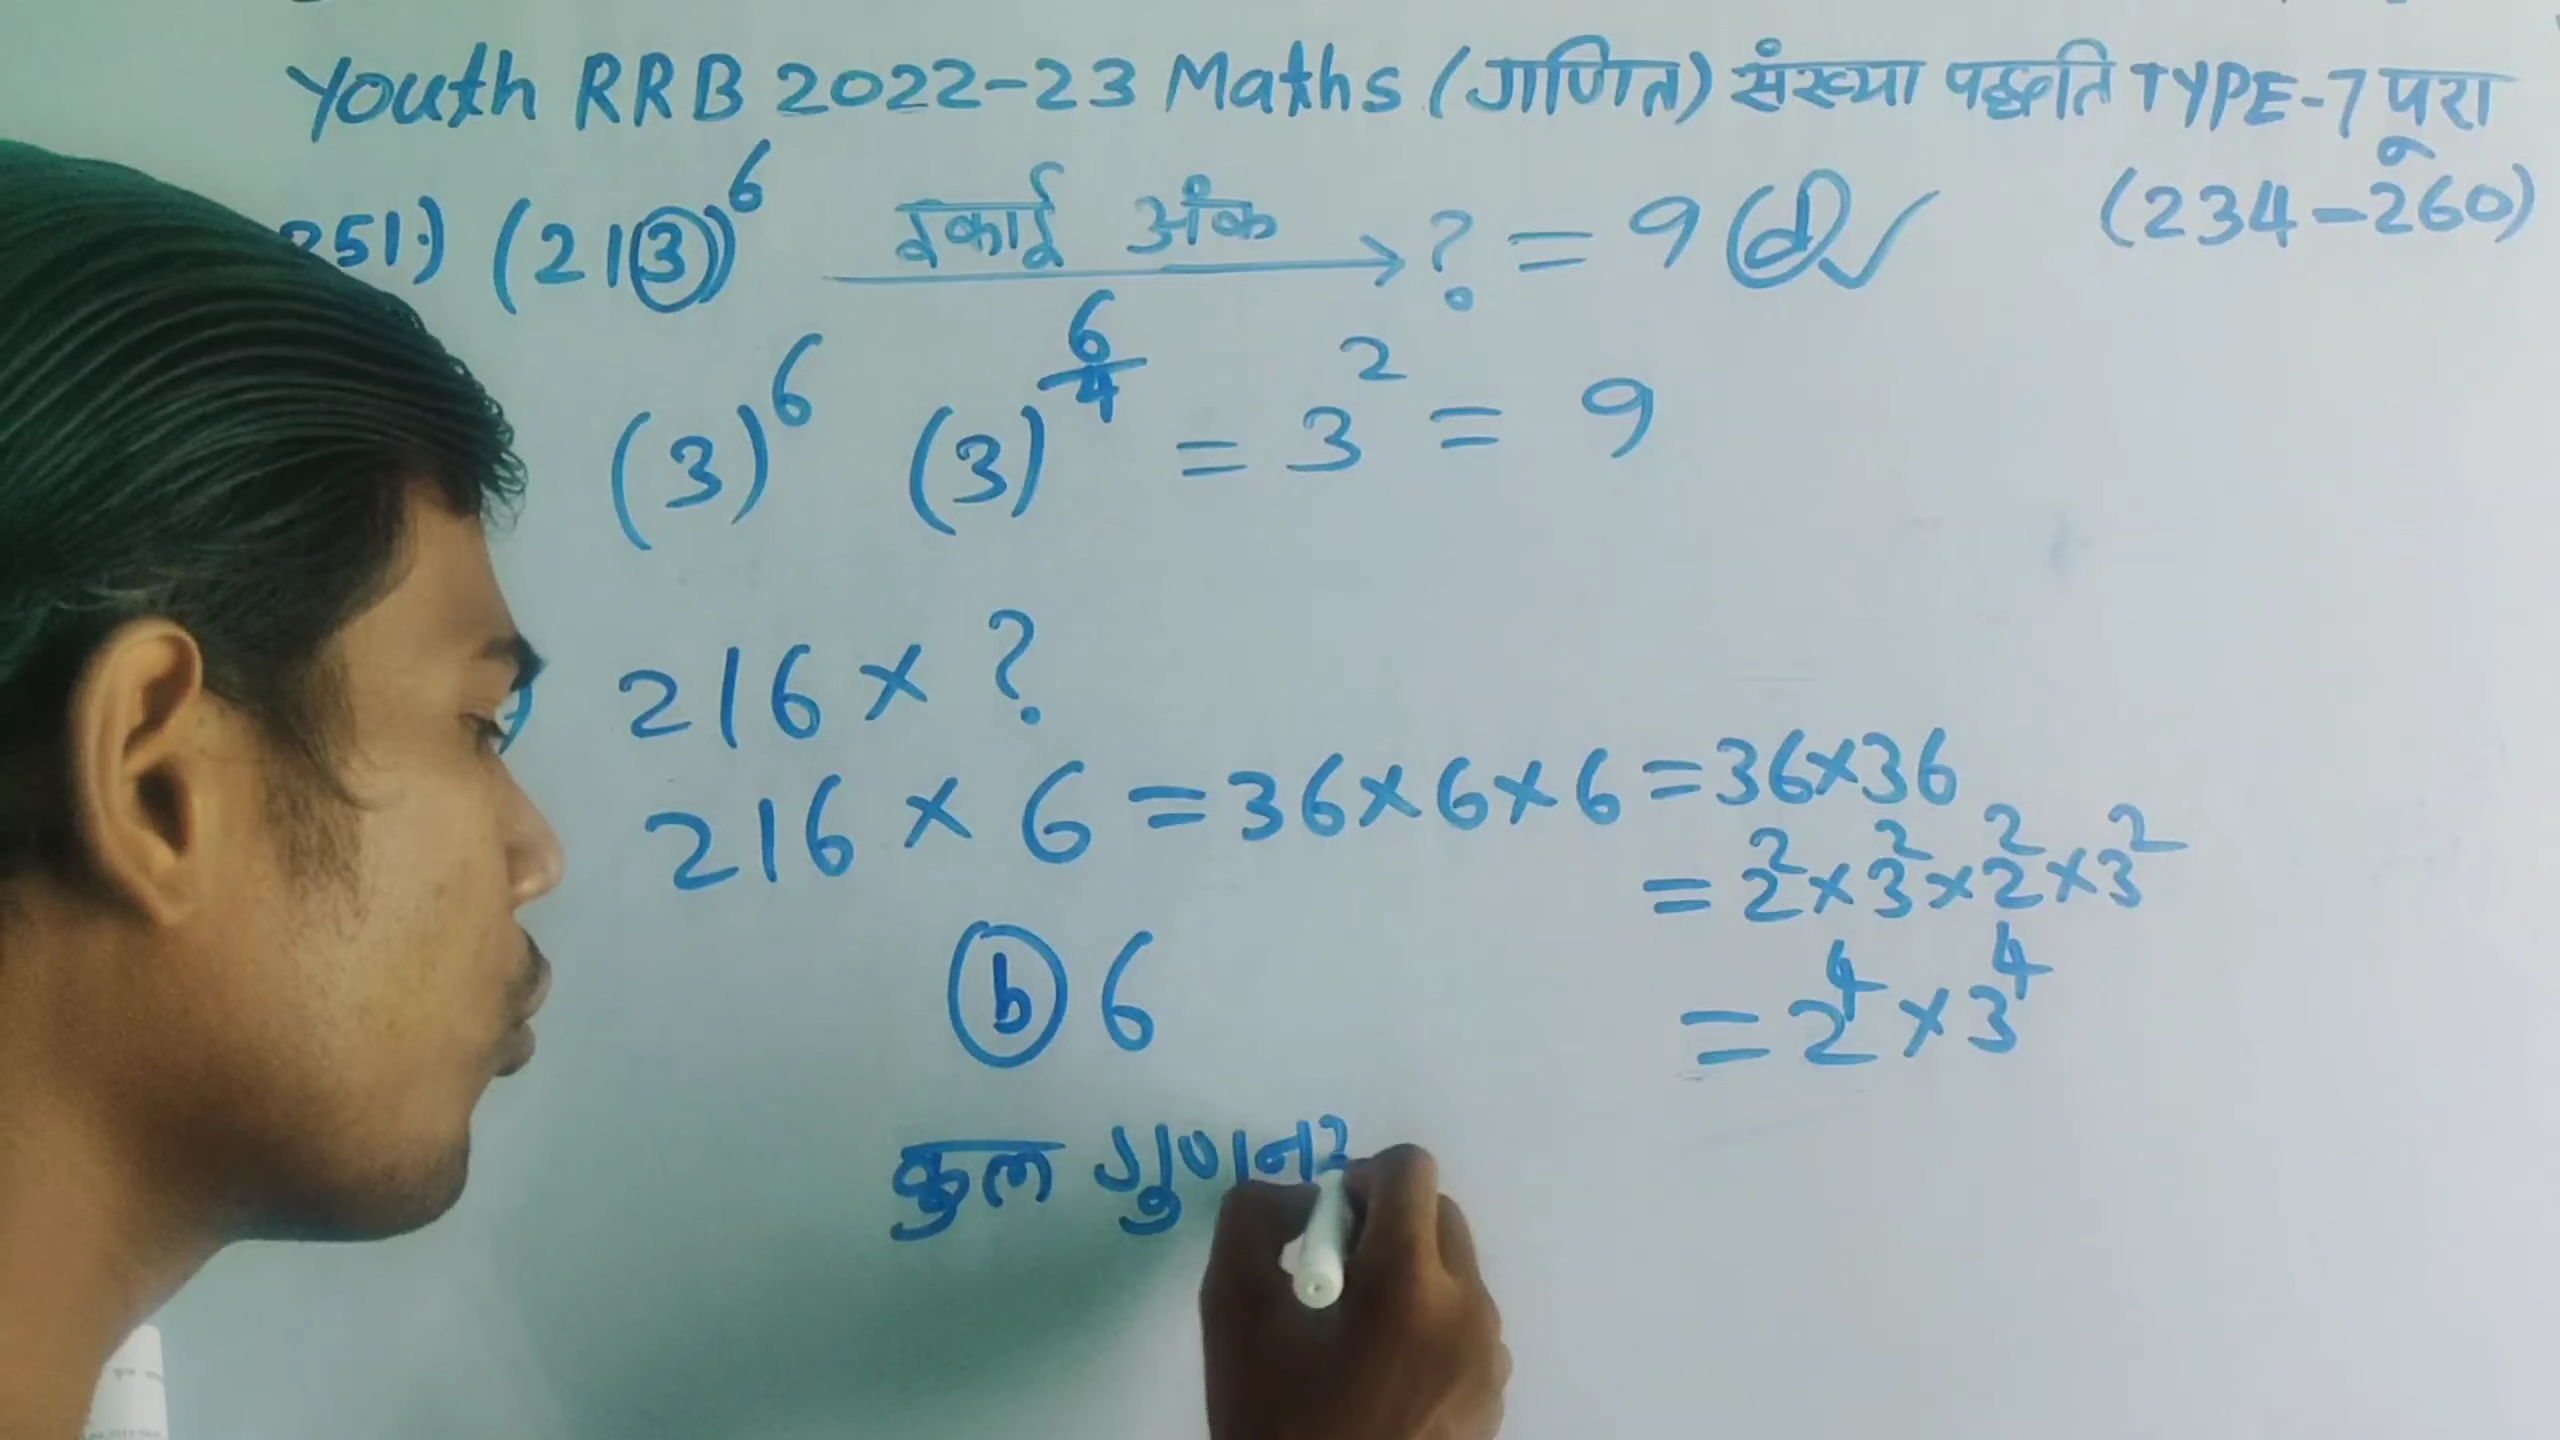 Youth RRB 2022-23 Maths (गणित) संख्या पद्धति TYPE-7 पूरा
(234-260)
251.) (213)⁶ इकाई अंक → ? = 9 (d) ✓
(3)⁶ (3)^6/4 = 3² = 9
216 × ?
216 × 6 = 36×6×6 = 36×36
= 2²×3²×2²×3²
(b) 6
= 2⁴×3⁴
कुल